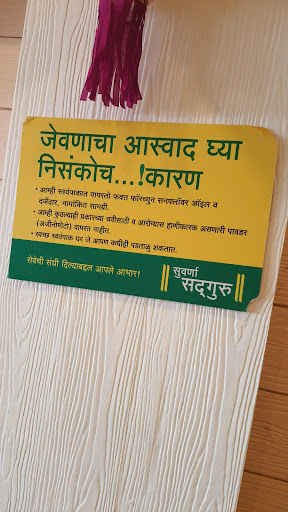 जेवणाचा आस्वाद घ्या
निसंकोच...!कारण
• आम्ही स्वयंपाकात वापरतो फक्त फॉरच्युन सनफ्लॉवर ऑइल व
दर्जेदार, नामांकित सामग्री.
• आम्ही कुठल्याही प्रकारच्या चवीसाठी व आरोग्यास हानीकारक असणारी पावडर
(अजीनोमोटो) वापरत नाहीत.
• स्वच्छ स्वयंपाक घर जे आपण कधीही पडताळू शकतात.
सेवेची संधी दिल्याबद्दल आपले आभार!
सुवर्णा
॥ सद्गुरु ॥